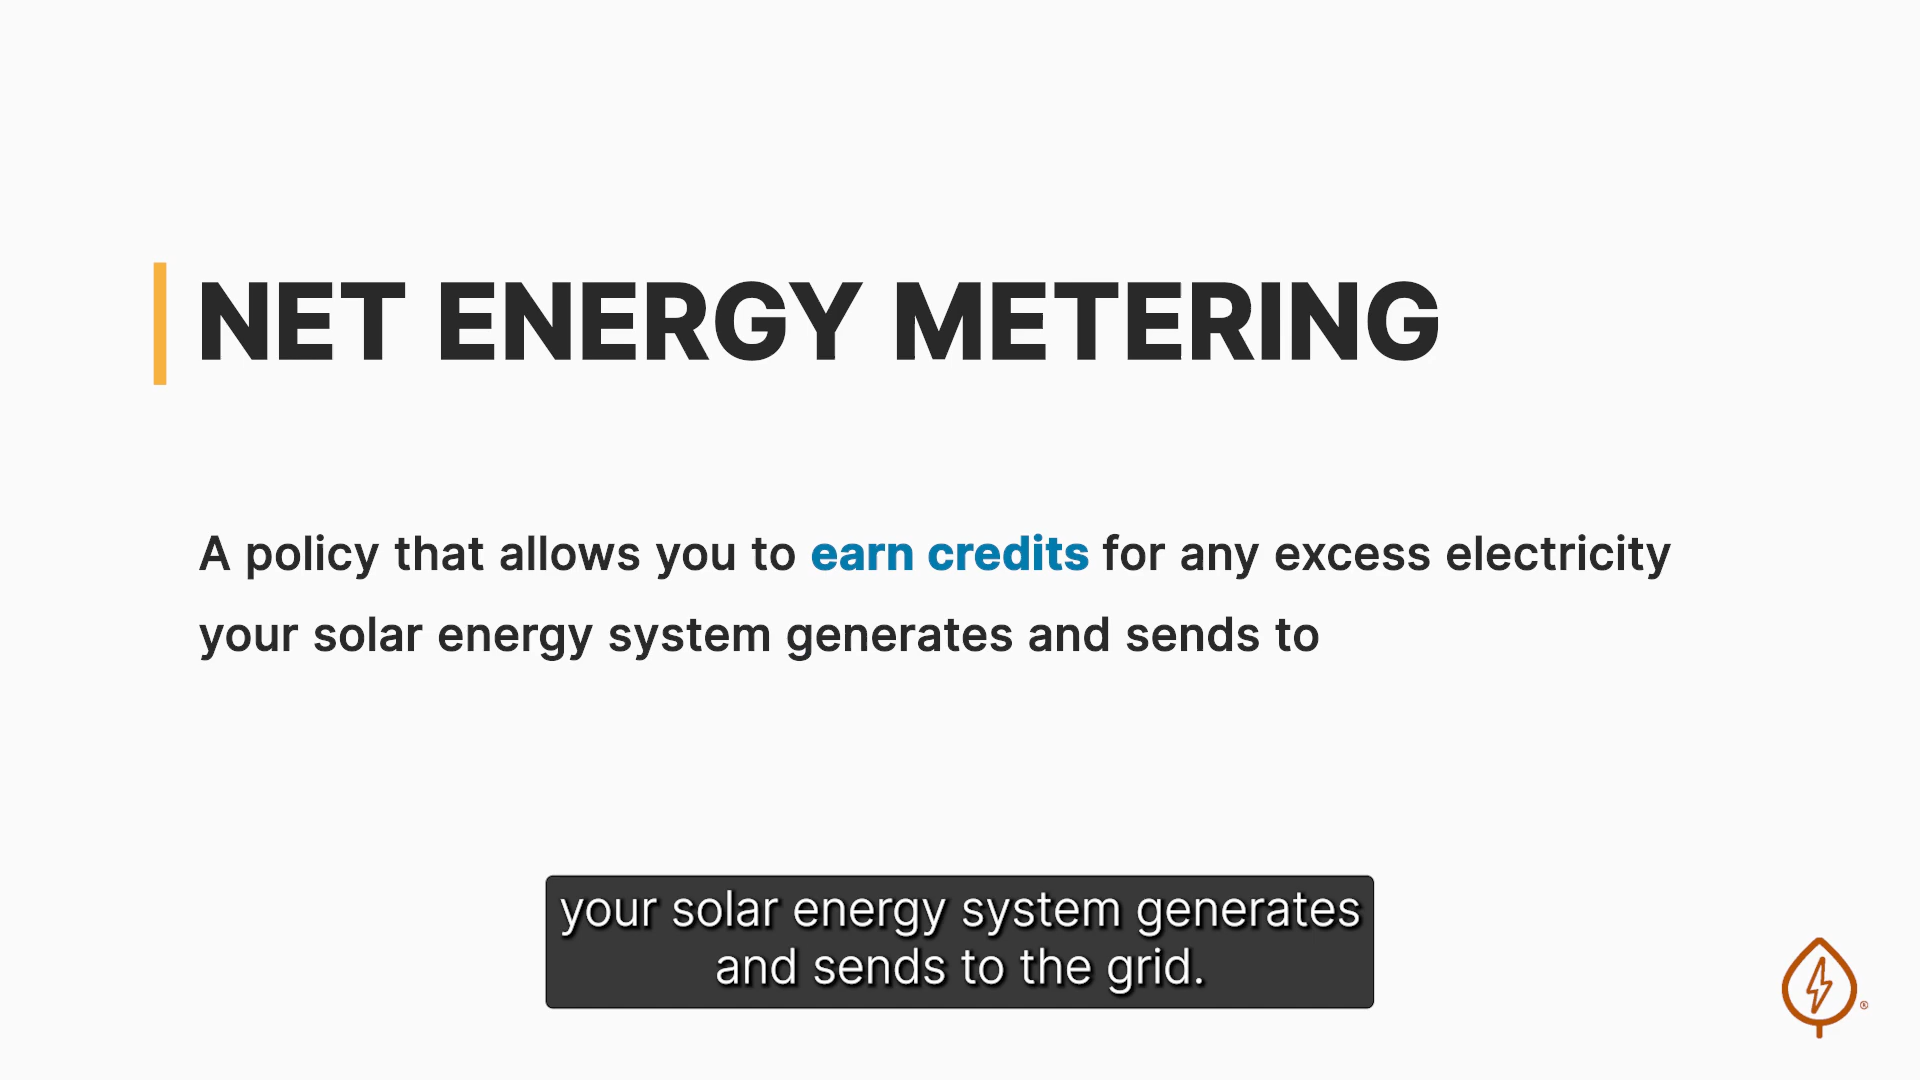 NET ENERGY METERING
A policy that allows you to earn credits for any excess electricity
your solar energy system generates and sends to
your solar energy system generates
and sends to the grid.
®